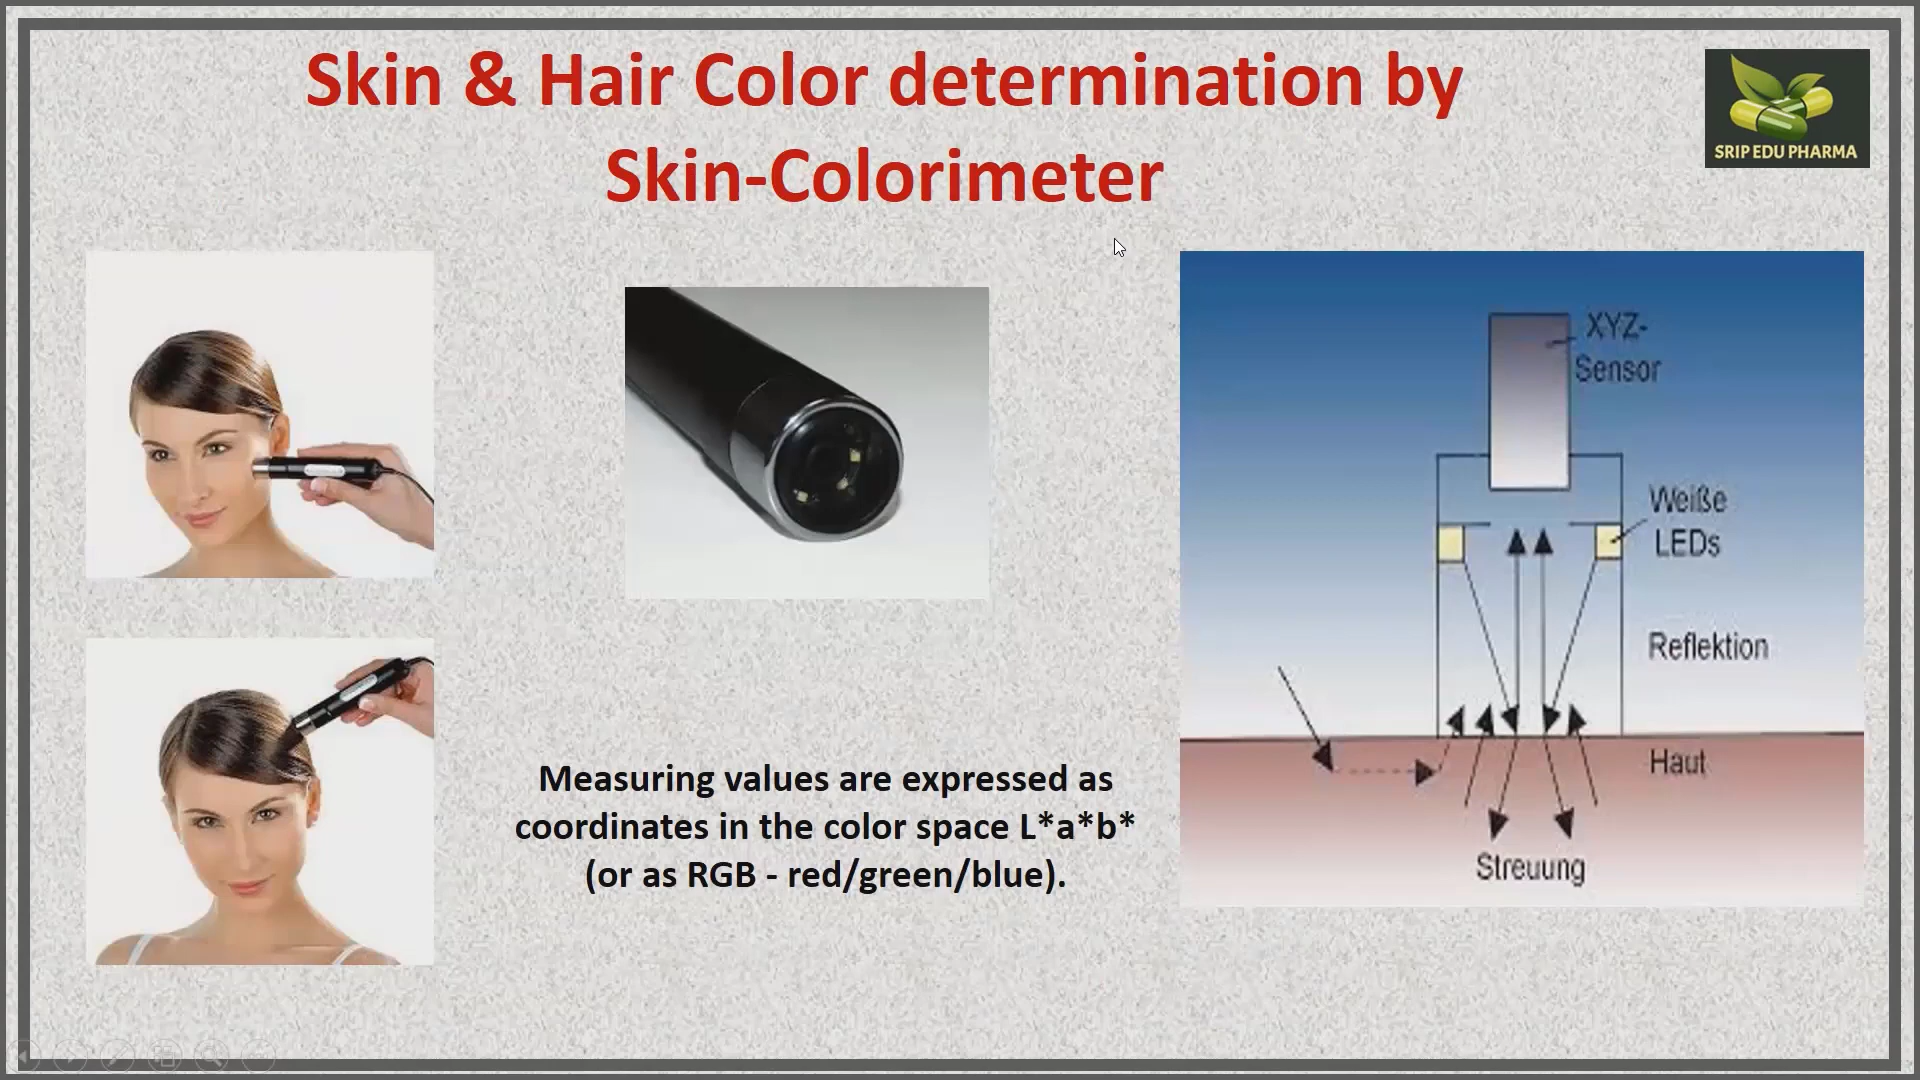 Skin & Hair Color determination by
Skin-Colorimeter
SRIP EDU PHARMA
XYZ-
Sensor
Weiße
LEDs
Reflektion
Haut
Streuung
Measuring values are expressed as
coordinates in the color space L*a*b*
(or as RGB - red/green/blue).